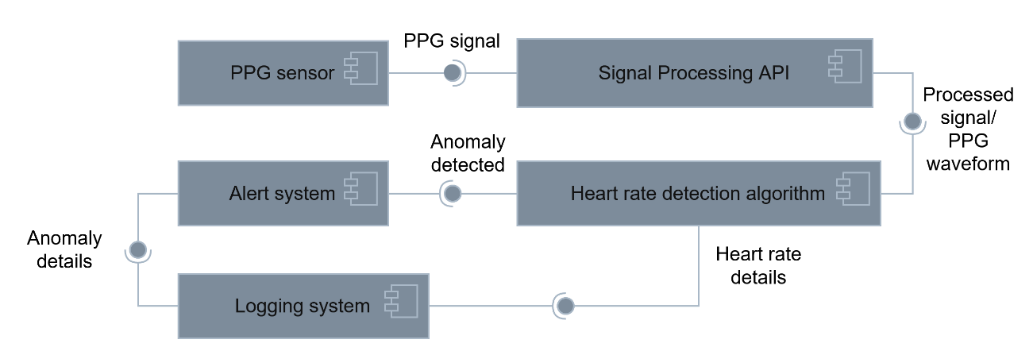 PPG signal
PPG sensor
Signal Processing API
Processed
signal/
PPG
waveform
Anomaly
detected
Alert system
Heart rate detection algorithm
Anomaly
details
Heart rate
details
Logging system